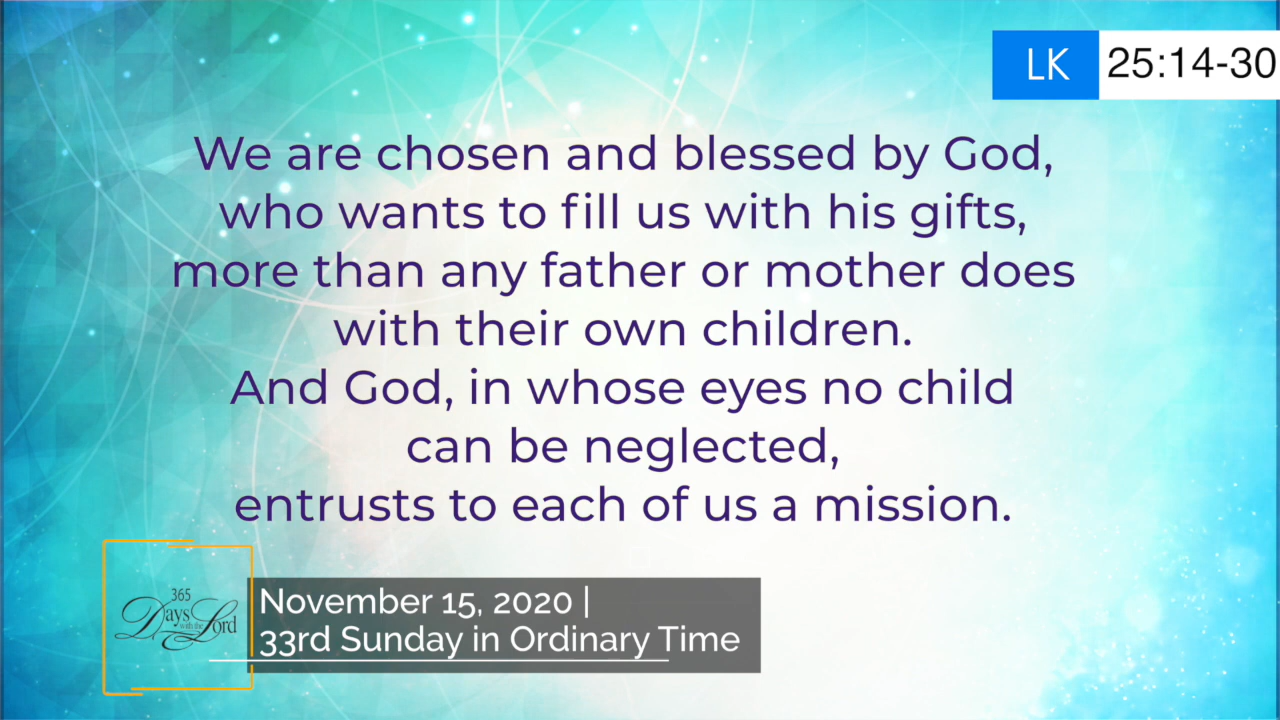 LK 25:14-30
We are chosen and blessed by God,
who wants to fill us with his gifts,
more than any father or mother does
with their own children.
And God, in whose eyes no child
can be neglected,
entrusts to each of us a mission.
365
Days with the Lord
November 15, 2020 |
33rd Sunday in Ordinary Time